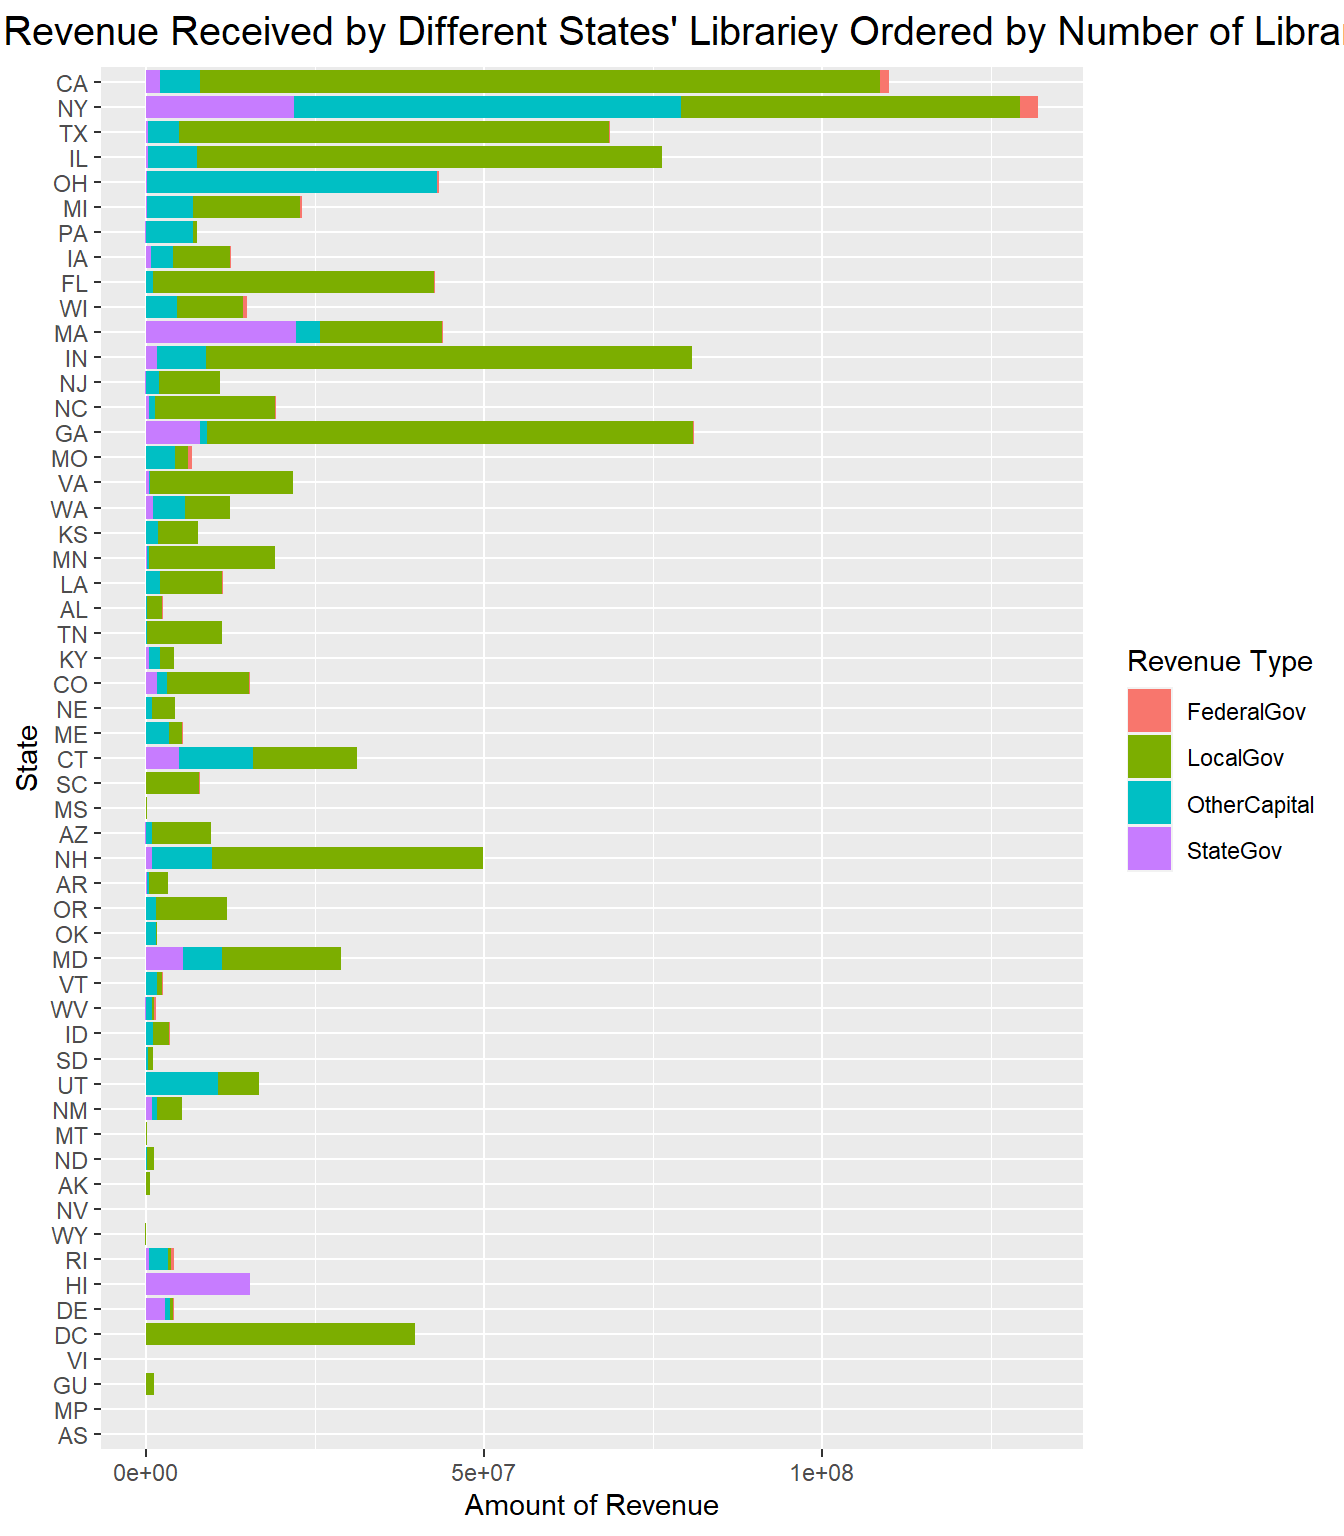 Revenue Received by Different States' Librariey Ordered by Number of Librar
CA
NY
TX
IL
OH
MI
PA
IA
FL
WI
MA
IN
NJ
NC
GA
MO
VA
WA
KS
MN
LA
AL
TN
KY
CO
NE
ME
CT
SC
MS
AZ
NH
AR
OR
OK
MD
VT
WV
ID
SD
UT
NM
MT
ND
AK
NV
WY
RI
HI
DE
DC
VI
GU
MP
AS
State
0e+00 5e+07 1e+08
Amount of Revenue
Revenue Type
FederalGov
LocalGov
OtherCapital
StateGov